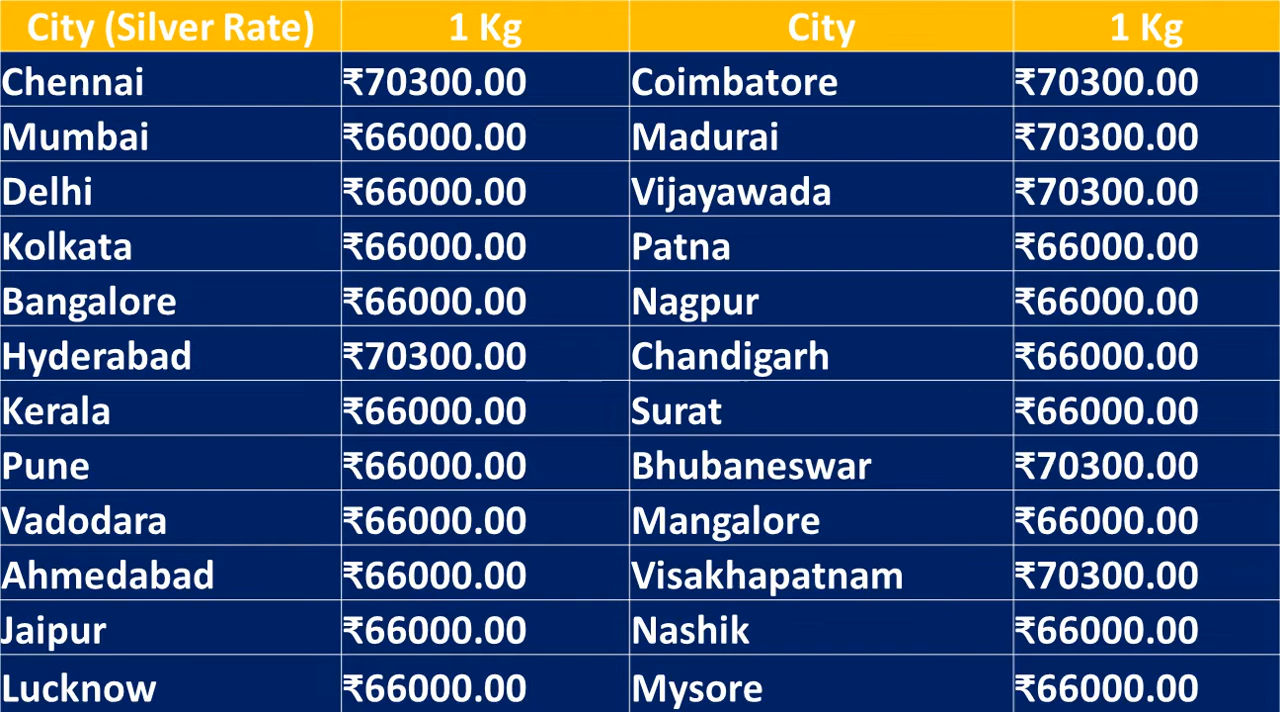 City (Silver Rate) 1 Kg City 1 Kg
Chennai ₹70300.00 Coimbatore ₹70300.00
Mumbai ₹66000.00 Madurai ₹70300.00
Delhi ₹66000.00 Vijayawada ₹70300.00
Kolkata ₹66000.00 Patna ₹66000.00
Bangalore ₹66000.00 Nagpur ₹66000.00
Hyderabad ₹70300.00 Chandigarh ₹66000.00
Kerala ₹66000.00 Surat ₹66000.00
Pune ₹66000.00 Bhubaneswar ₹70300.00
Vadodara ₹66000.00 Mangalore ₹66000.00
Ahmedabad ₹66000.00 Visakhapatnam ₹70300.00
Jaipur ₹66000.00 Nashik ₹66000.00
Lucknow ₹66000.00 Mysore ₹66000.00